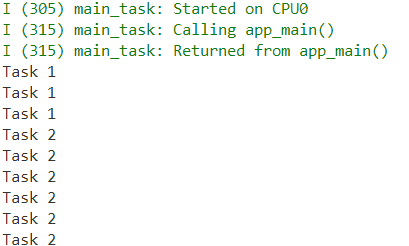 I (305) main_task: Started on CPU0
I (315) main_task: Calling app_main()
I (315) main_task: Returned from app_main()
Task 1
Task 1
Task 1
Task 2
Task 2
Task 2
Task 2
Task 2
Task 2